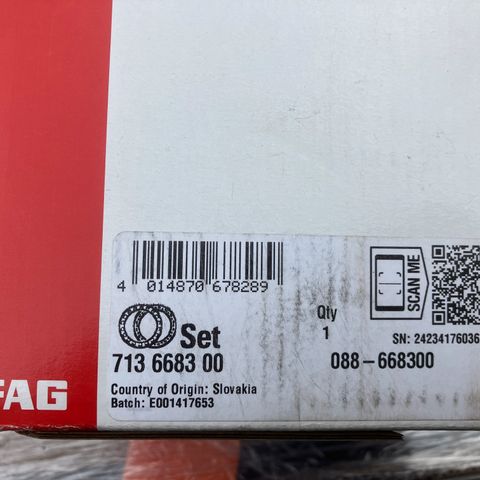 4 014870 678289
SCAN ME
Set
Qty
1
SN: 24234176036
713 6683 00
088-668300
Country of Origin: Slovakia
Batch: E001417653
FAG